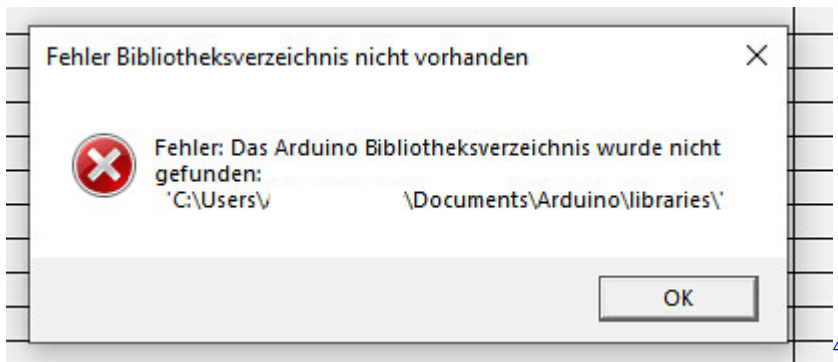 Fehler Bibliotheksverzeichnis nicht vorhanden
Fehler: Das Arduino Bibliotheksverzeichnis wurde nicht
gefunden:
'C:\Users\ \Documents\Arduino\libraries\'
OK